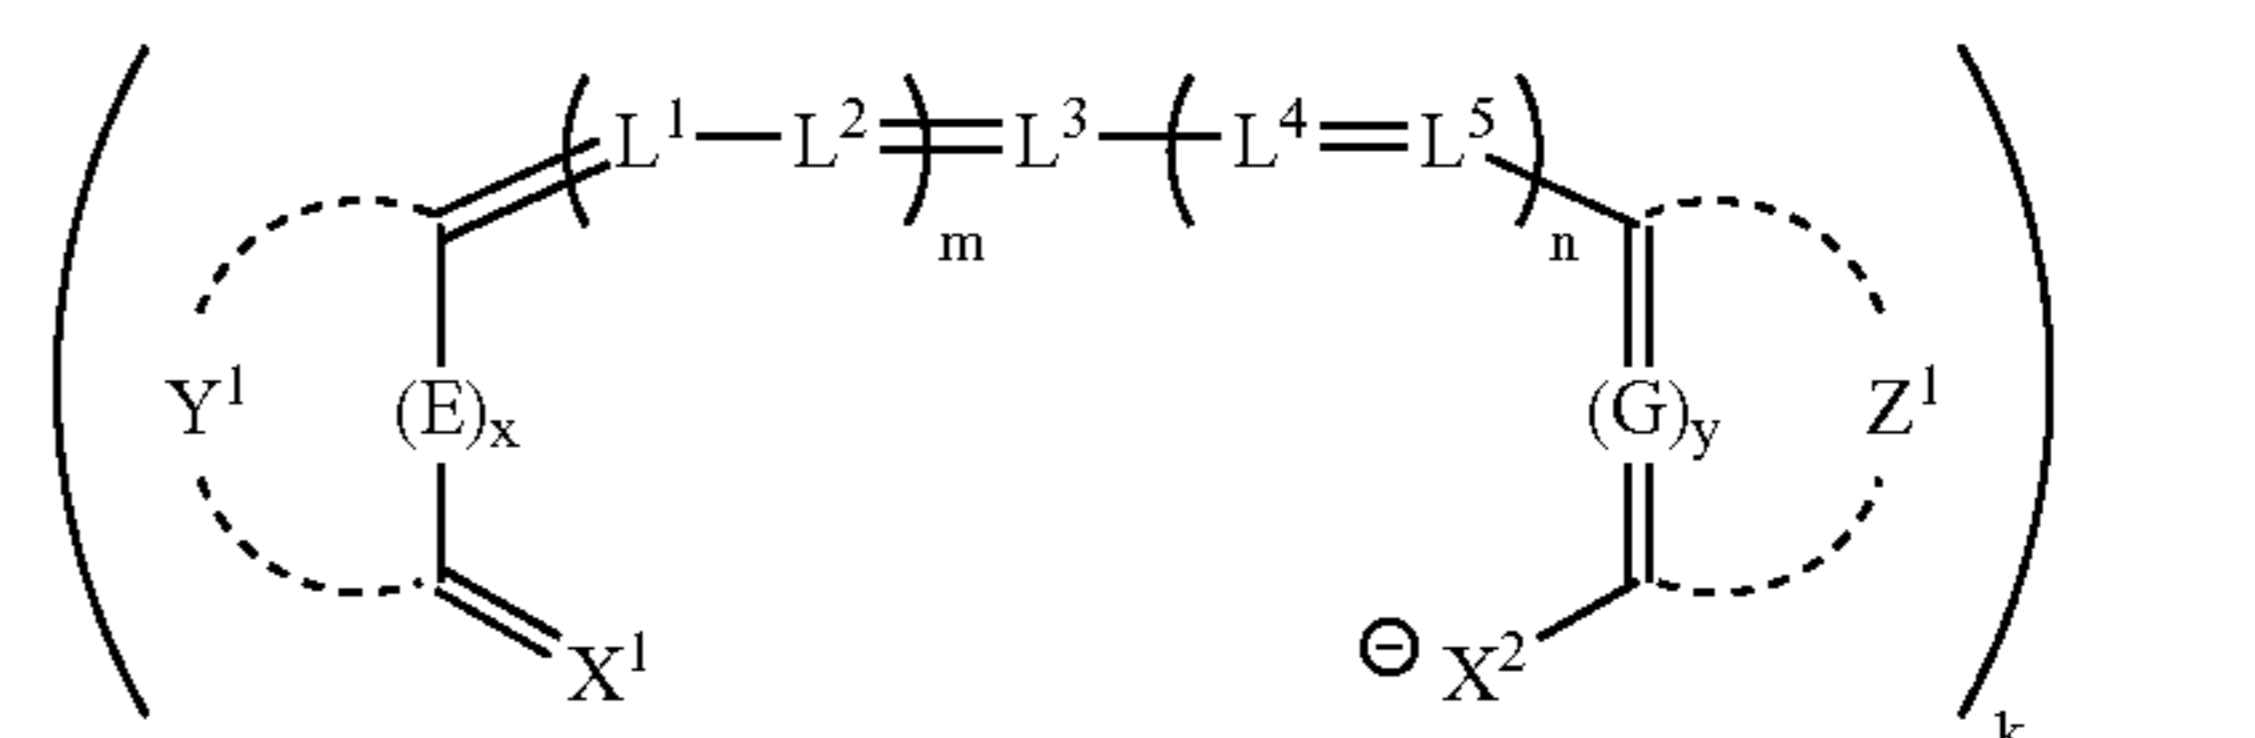 ( L¹—L² )m = L³—( L⁴=L⁵ )n
Y¹ (E)x (G)y Z¹
X¹ ⊖ X²
k